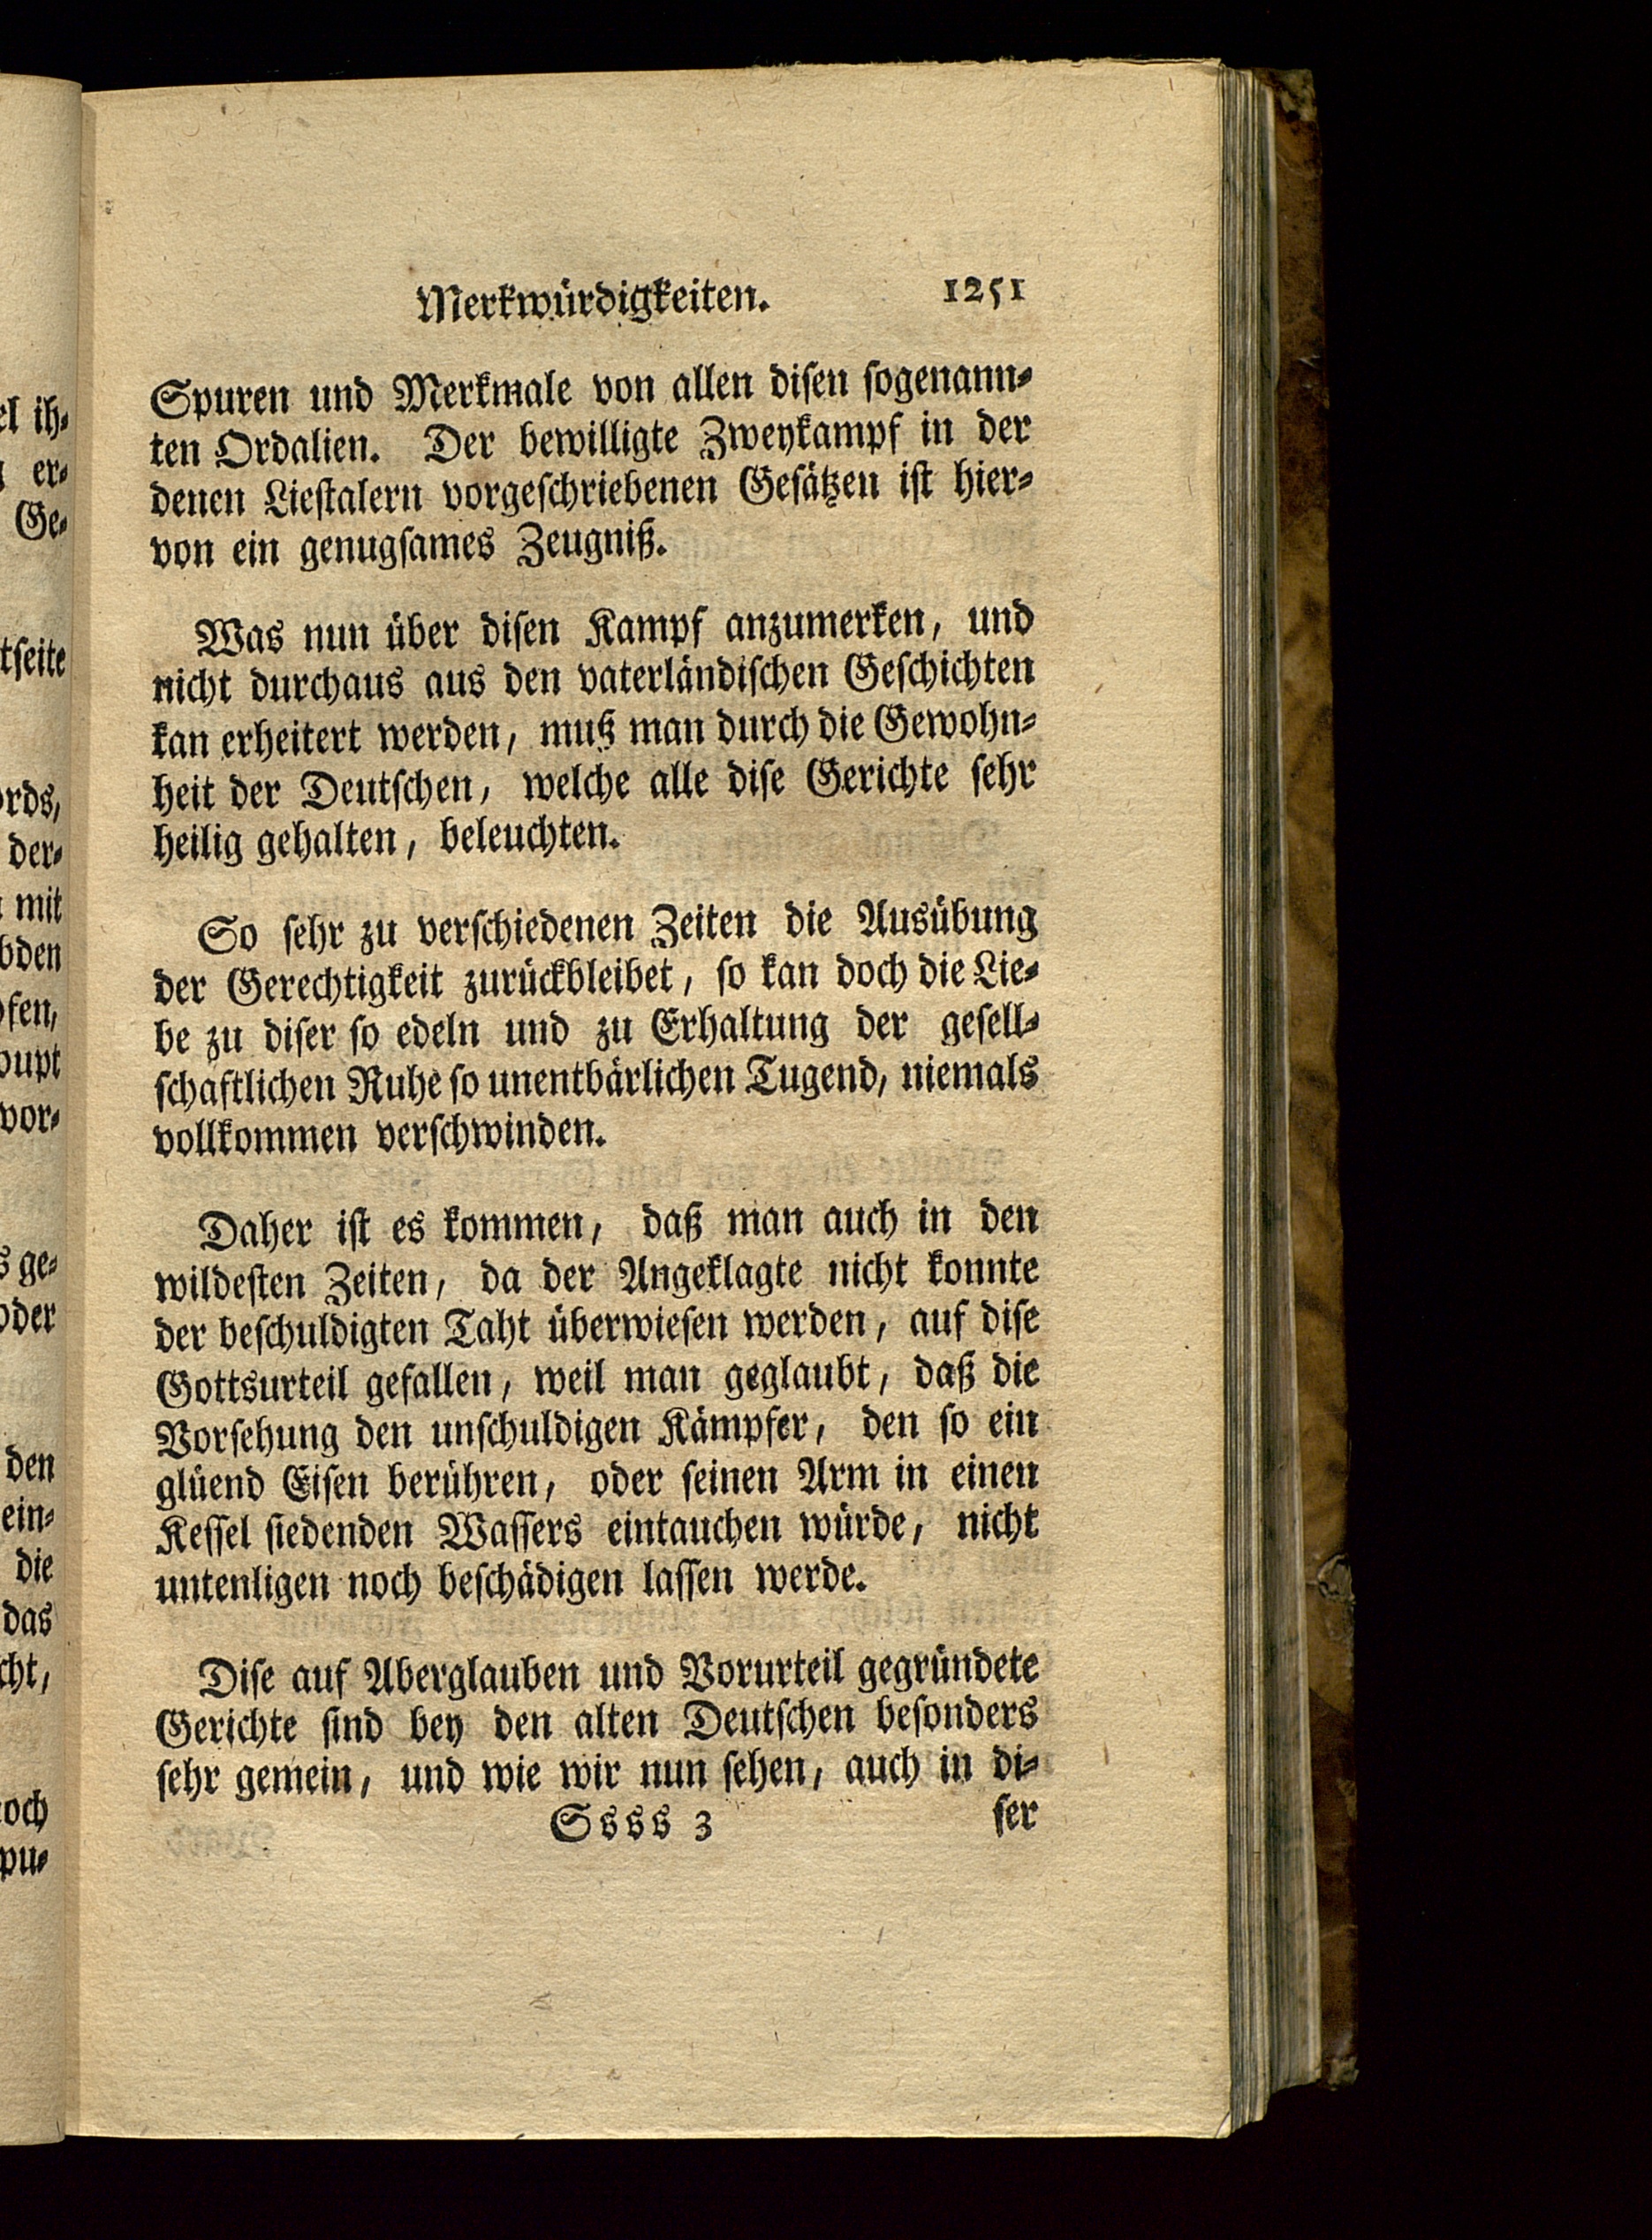 Merkwürdigkeiten. 1251
Spuren und Merkmale von allen disen sogenann-
ten Ordalien. Der bewilligte Zweykampf in der
denen Liestalern vorgeschriebenen Gesätzen ist hier-
von ein genugsames Zeugniß.
Was nun über disen Kampf anzumerken, und
nicht durchaus aus den vaterländischen Geschichten
kan erheitert werden, muß man durch die Gewohn-
heit der Deutschen, welche alle dise Gerichte sehr
heilig gehalten, beleuchten.
So sehr zu verschiedenen Zeiten die Ausübung
der Gerechtigkeit zurückbleibet, so kan doch die Lie-
be zu diser so edeln und zu Erhaltung der gesell-
schaftlichen Ruhe so unentbärlichen Tugend, niemals
vollkommen verschwinden.
Daher ist es kommen, daß man auch in den
wildesten Zeiten, da der Angeklagte nicht konnte
der beschuldigten Taht überwiesen werden, auf dise
Gottsurteil gefallen, weil man geglaubt, daß die
Vorsehung den unschuldigen Kämpfer, den so ein
glüend Eisen berühren, oder seinen Arm in einen
Kessel siedenden Wassers eintauchen würde, nicht
untenligen noch beschädigen lassen werde.
Dise auf Aberglauben und Vorurteil gegründete
Gerichte sind bey den alten Deutschen besonders
sehr gemein, und wie wir nun sehen, auch in di-
Ssss 3 ser